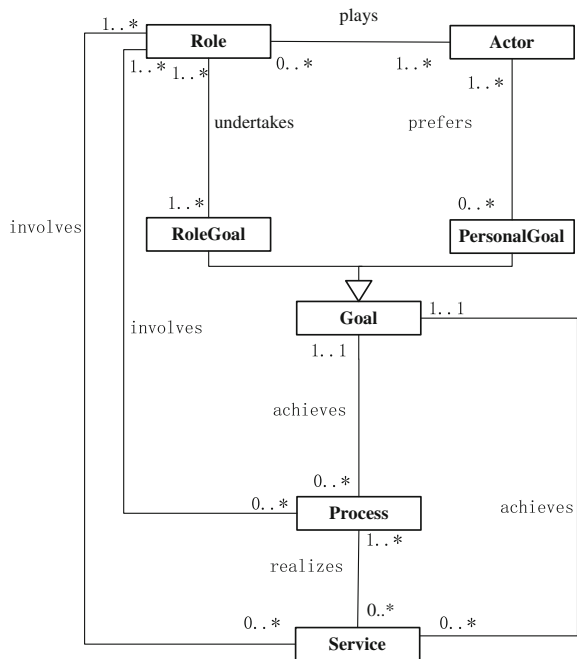 plays
1..*
Role
Actor
1..*
1..*
0..*
1..*
1..*
undertakes
prefers
1..*
0..*
involves
RoleGoal
PersonalGoal
Goal
1..1
involves
1..1
achieves
0..*
0..*
achieves
Process
1..*
realizes
0..*
0..*
0..*
Service